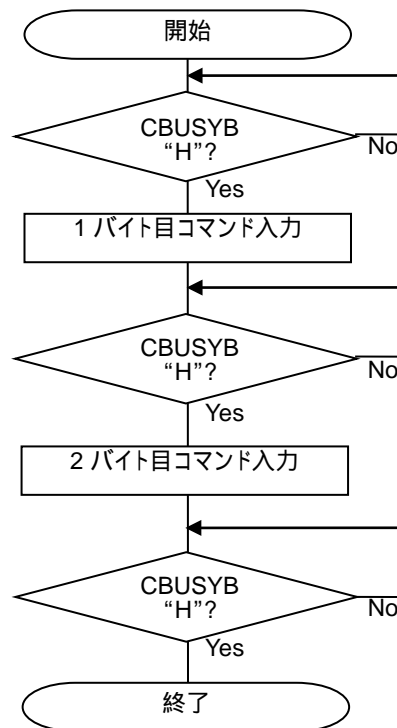 開始
CBUSYB
“H”?
No
Yes
1 バイト目コマンド入力
CBUSYB
“H”?
No
Yes
2 バイト目コマンド入力
CBUSYB
“H”?
No
Yes
終了